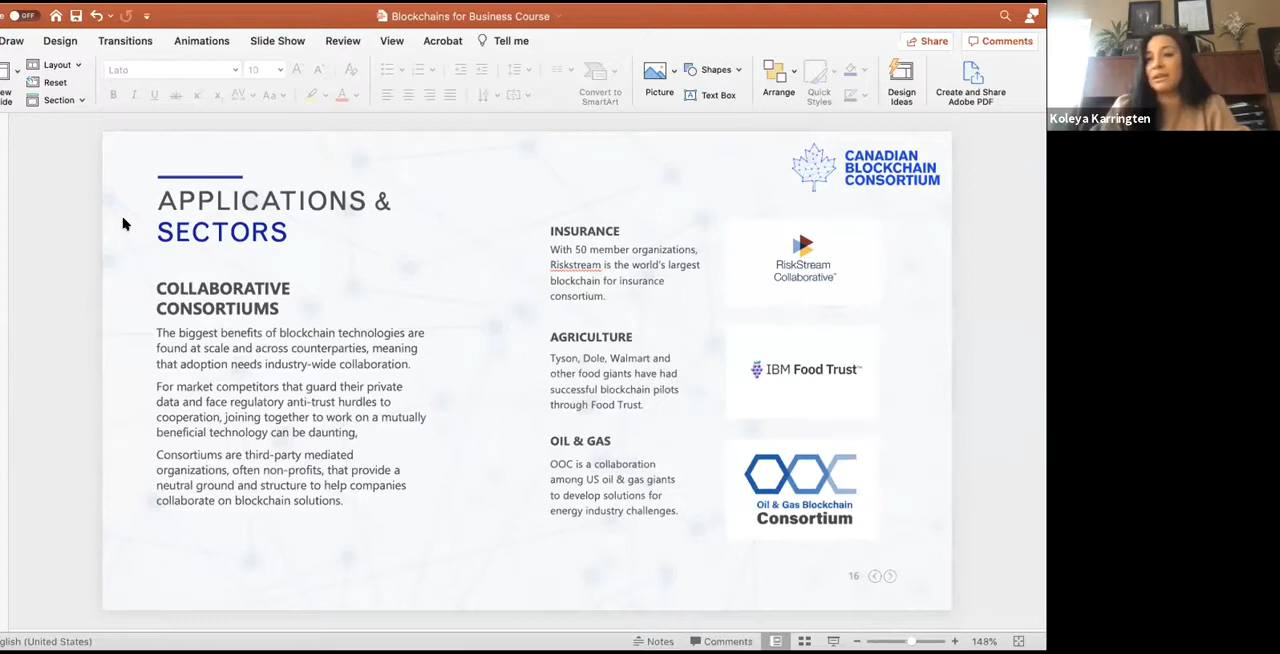 OFF
Blockchains for Business Course
Draw
Design
Transitions
Animations
Slide Show
Review
View
Acrobat
Tell me
Share
Comments
Layout
Reset
Section
Lato
10
Convert to
SmartArt
Picture
Shapes
Text Box
Arrange
Quick
Styles
Design
Ideas
Create and Share
Adobe PDF
Koleya Karringten
CANADIAN
BLOCKCHAIN
CONSORTIUM
APPLICATIONS &
SECTORS
COLLABORATIVE
CONSORTIUMS
The biggest benefits of blockchain technologies are
found at scale and across counterparties, meaning
that adoption needs industry-wide collaboration.
For market competitors that guard their private
data and face regulatory anti-trust hurdles to
cooperation, joining together to work on a mutually
beneficial technology can be daunting,
Consortiums are third-party mediated
organizations, often non-profits, that provide a
neutral ground and structure to help companies
collaborate on blockchain solutions.
INSURANCE
With 50 member organizations,
Riskstream is the world's largest
blockchain for insurance
consortium.
RiskStream
Collaborative™
AGRICULTURE
Tyson, Dole, Walmart and
other food giants have had
successful blockchain pilots
through Food Trust.
IBM Food Trust™
OIL & GAS
OOC is a collaboration
among US oil & gas giants
to develop solutions for
energy industry challenges.
OOC
Oil & Gas Blockchain
Consortium
16
glish (United States)
Notes
Comments
148%